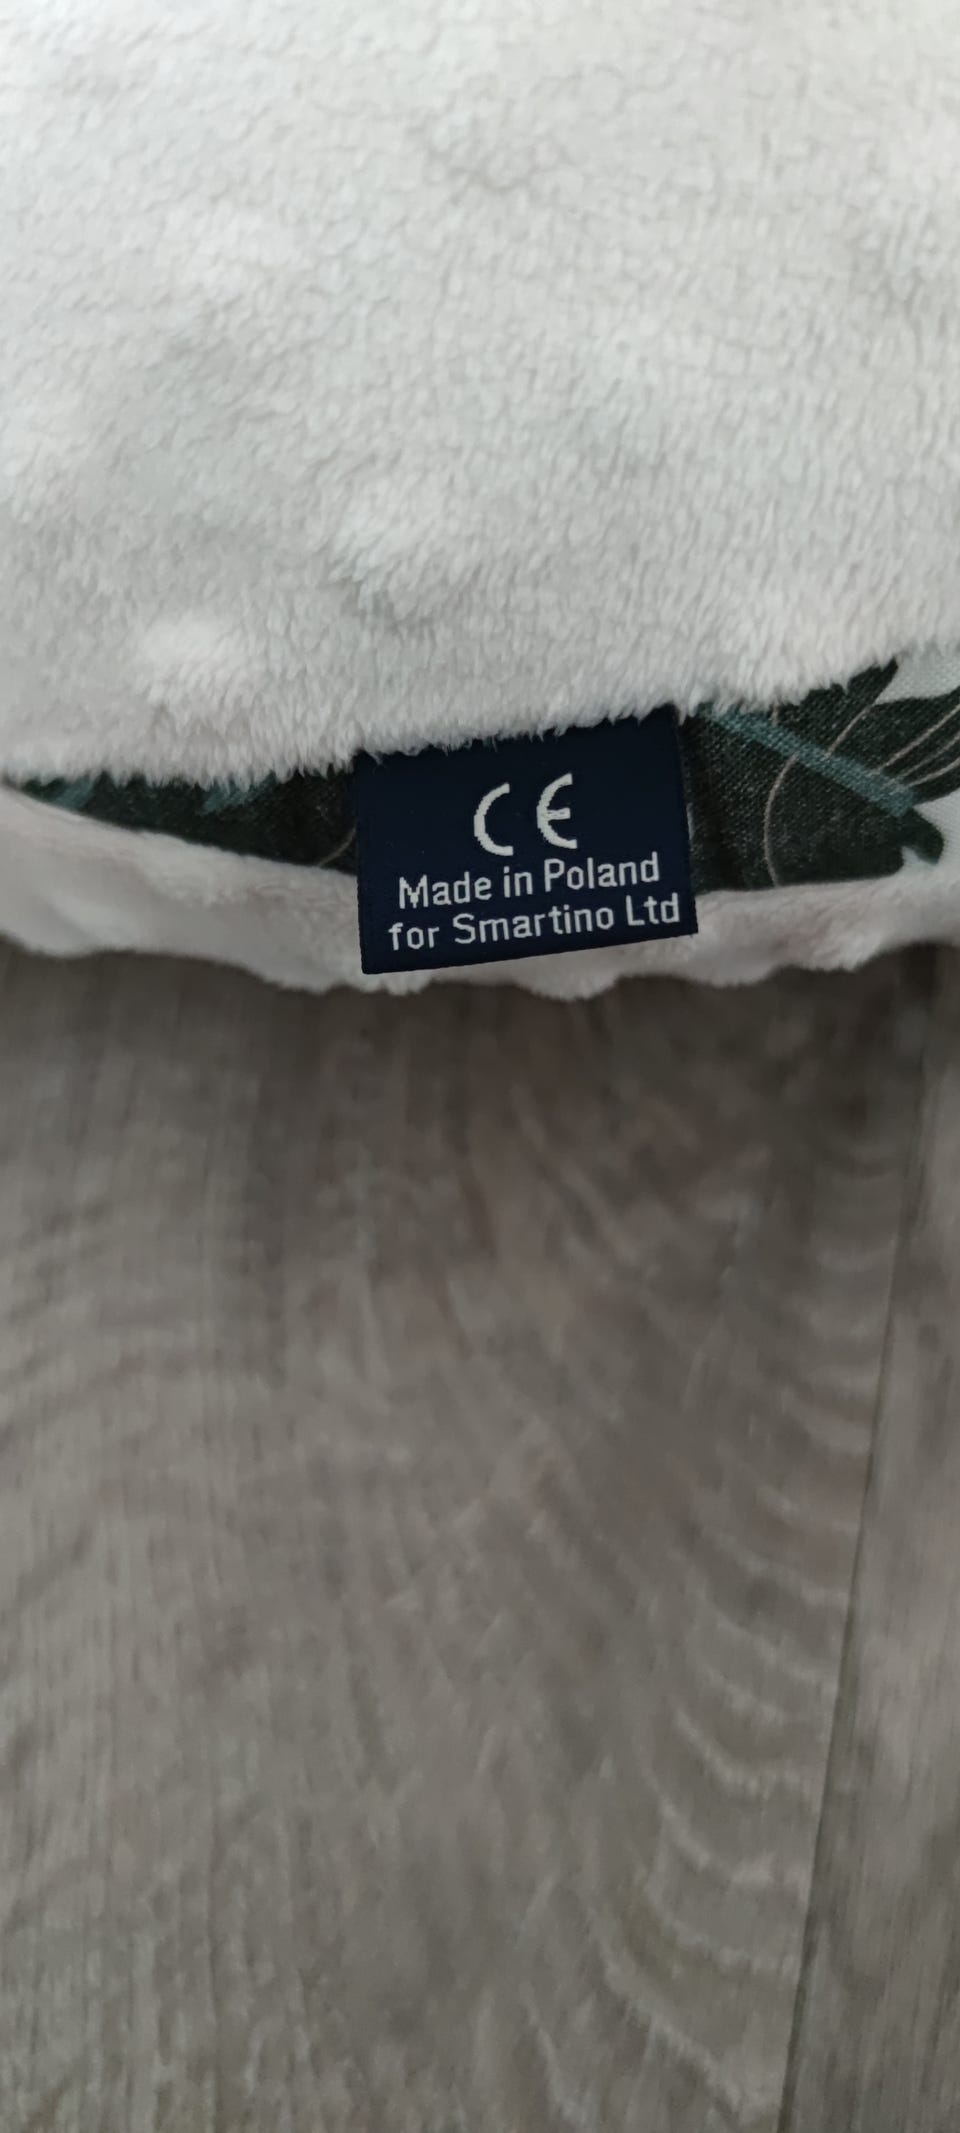 CE
Made in Poland
for Smartino Ltd